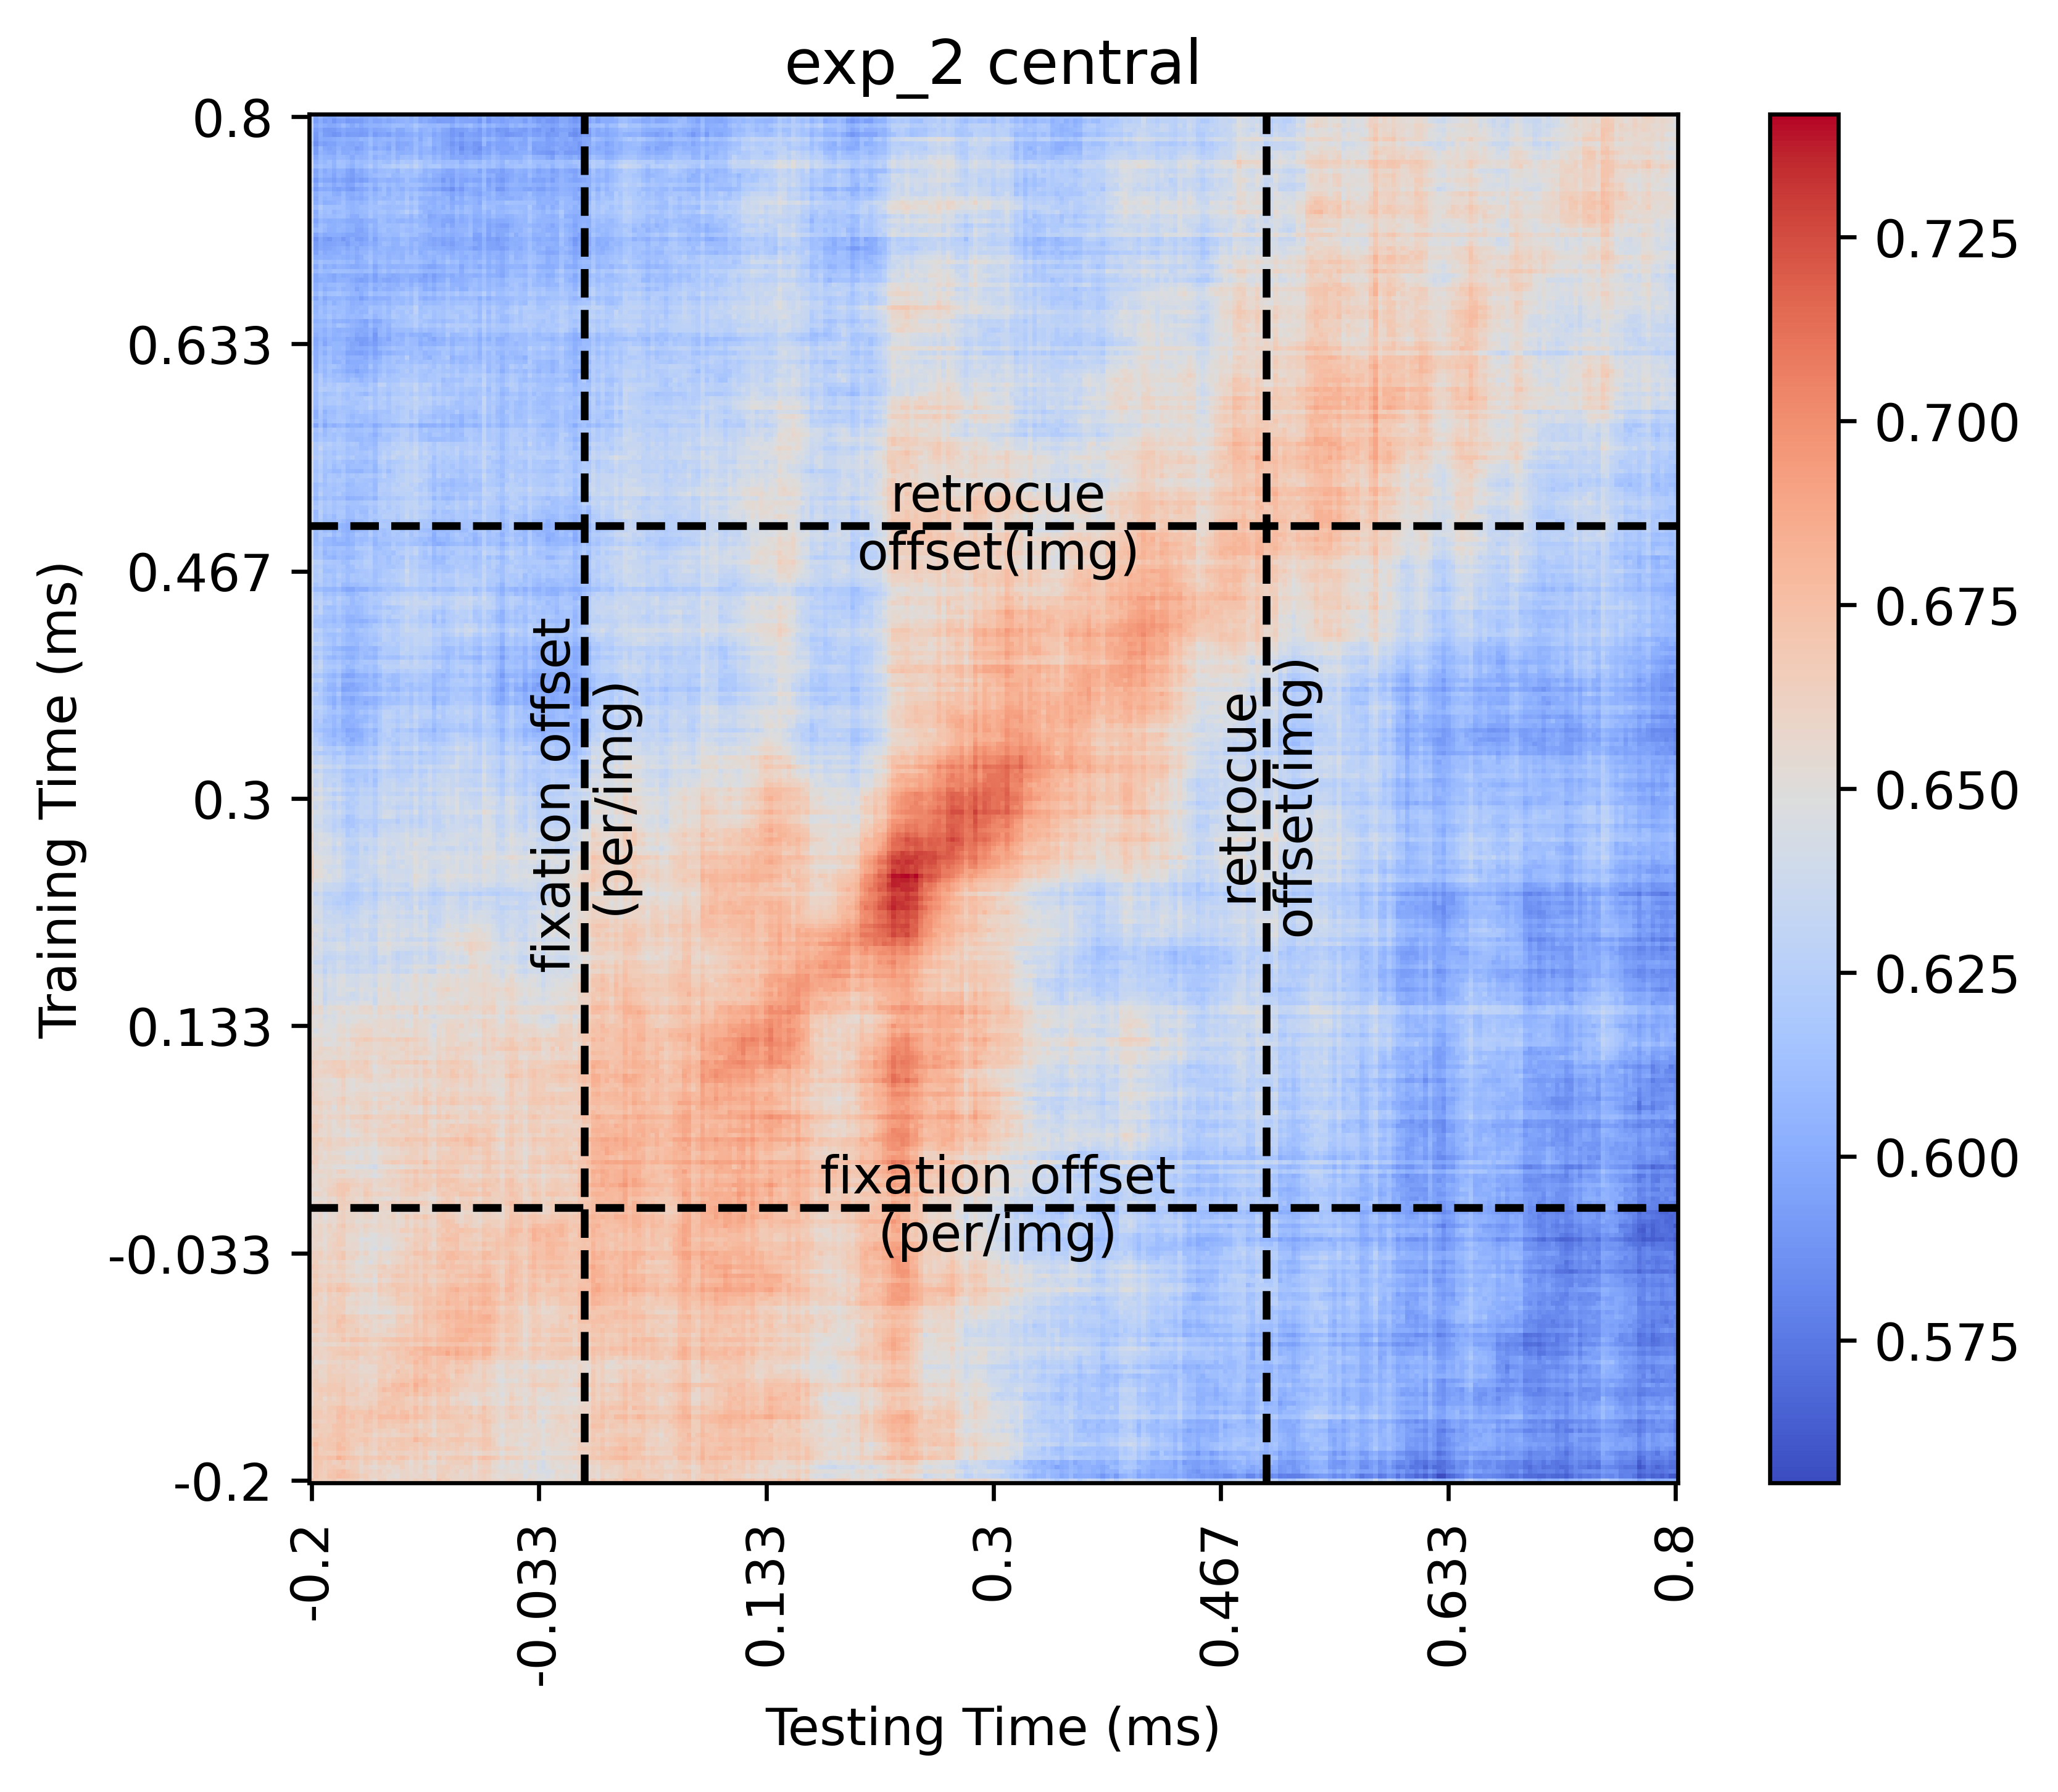 exp_2 central
0.8
0.633
0.467
0.3
0.133
-0.033
-0.2
Training Time (ms)
retrocue
offset(img)
fixation offset
(per/img)
retrocue
offset(img)
fixation offset
(per/img)
-0.2
-0.033
0.133
0.3
0.467
0.633
0.8
Testing Time (ms)
0.725
0.700
0.675
0.650
0.625
0.600
0.575